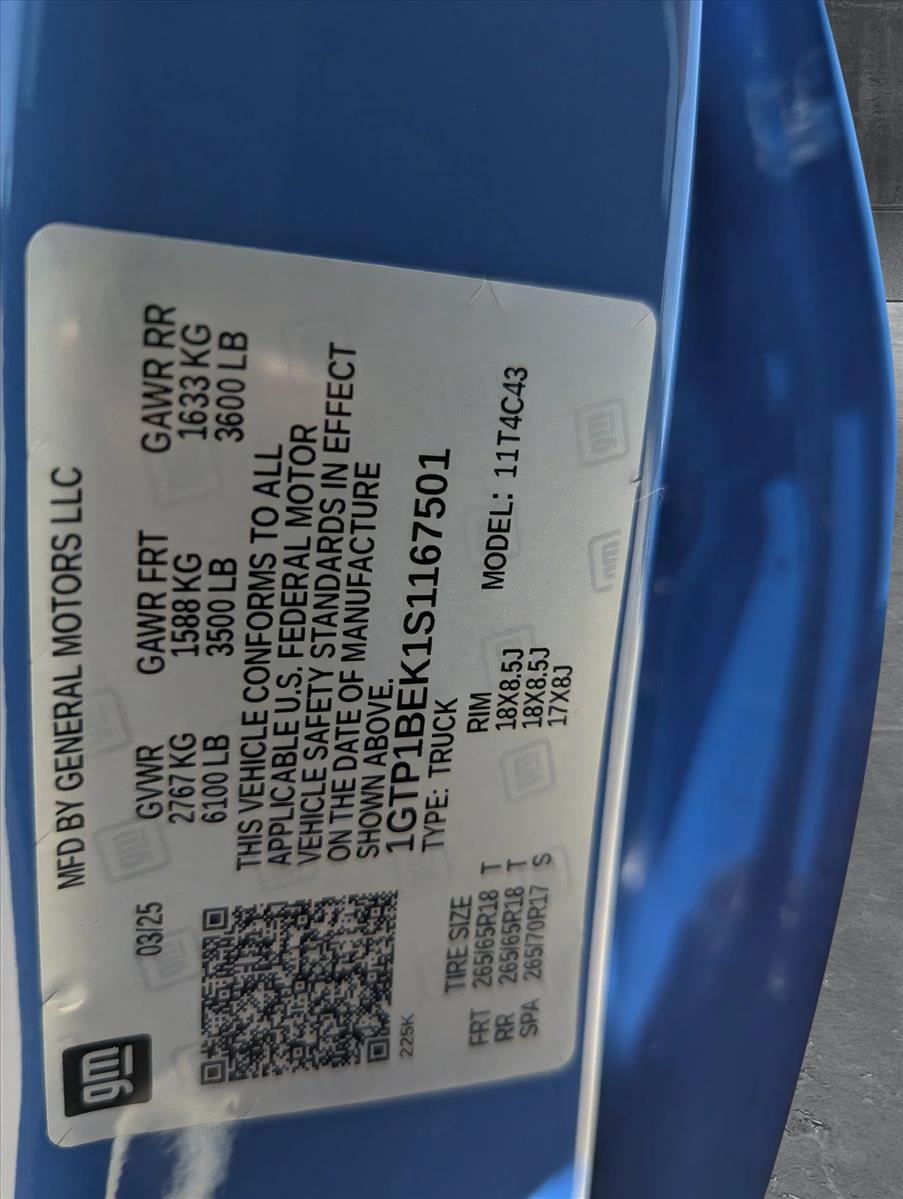 gm
MFD BY GENERAL MOTORS LLC
03/25
GVWR GAWR FRT GAWR RR
2767 KG 1588 KG 1633 KG
6100 LB 3500 LB 3600 LB
THIS VEHICLE CONFORMS TO ALL
APPLICABLE U.S. FEDERAL MOTOR
VEHICLE SAFETY STANDARDS IN EFFECT
ON THE DATE OF MANUFACTURE
SHOWN ABOVE.
1GTP1BEK1S1167501
TYPE: TRUCK
225K
MODEL: 11T4C43
TIRE SIZE RIM
FRT 265/65R18 T 18X8.5J
RR 265/65R18 T 18X8.5J
SPA 265/70R17 S 17X8J